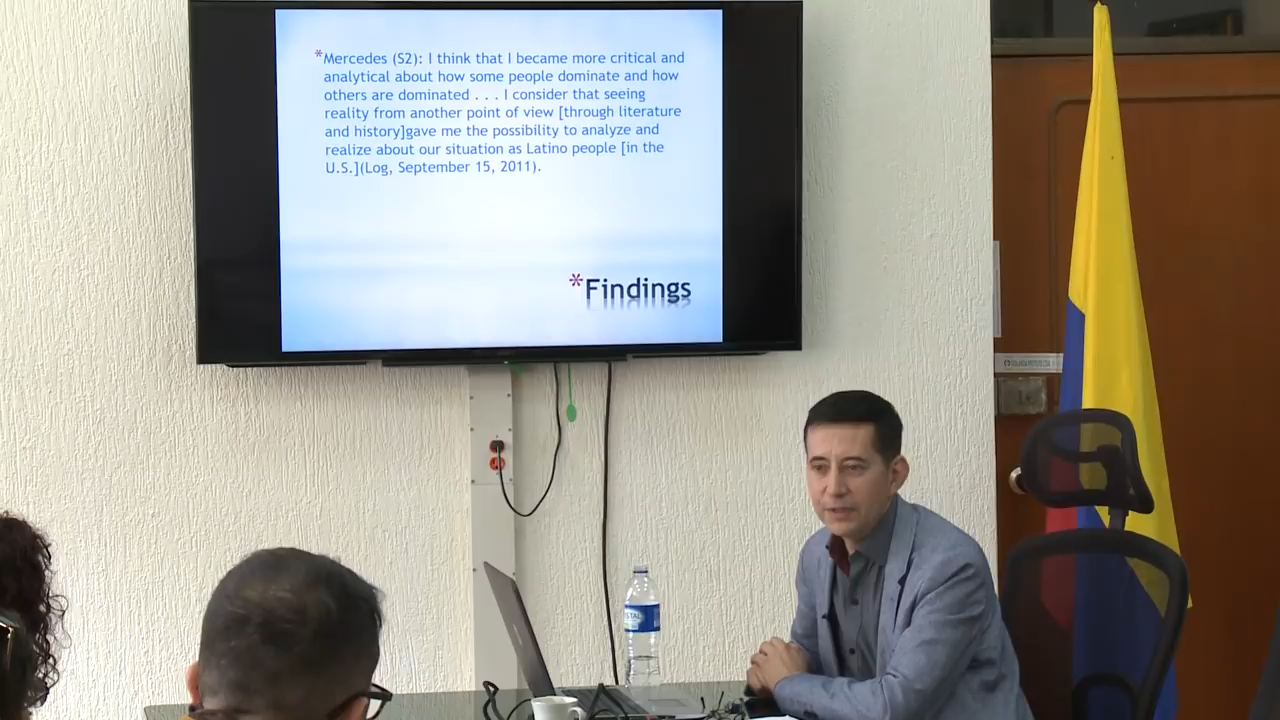 *Mercedes (S2): I think that I became more critical and
analytical about how some people dominate and how
others are dominated . . . I consider that seeing
reality from another point of view [through literature
and history]gave me the possibility to analyze and
realize about our situation as Latino people [in the
U.S.](Log, September 15, 2011).
*Findings